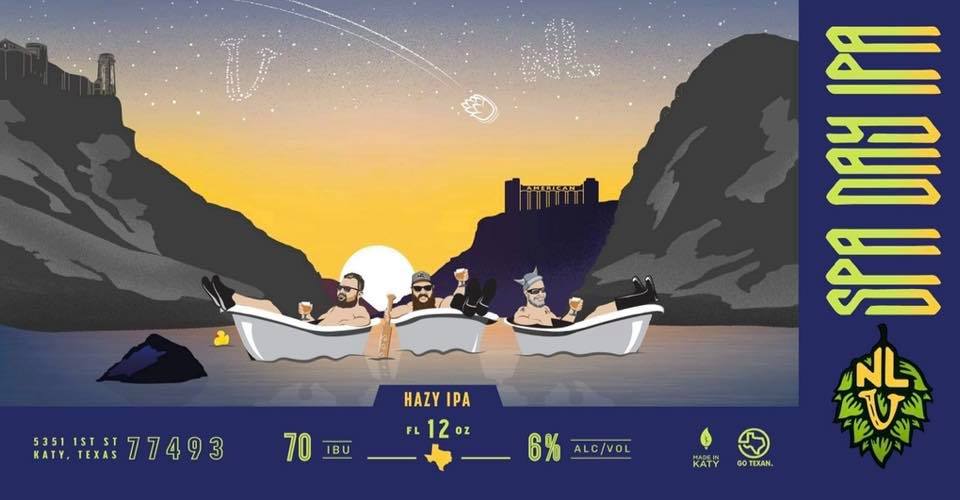 U NL
AMERICAN
SPA DAY IPA
NL
U
HAZY IPA
FL 12 OZ
5351 1ST ST
KATY, TEXAS
77493
70 IBU
6% ALC/VOL
MADE IN
KATY
GO TEXAN.